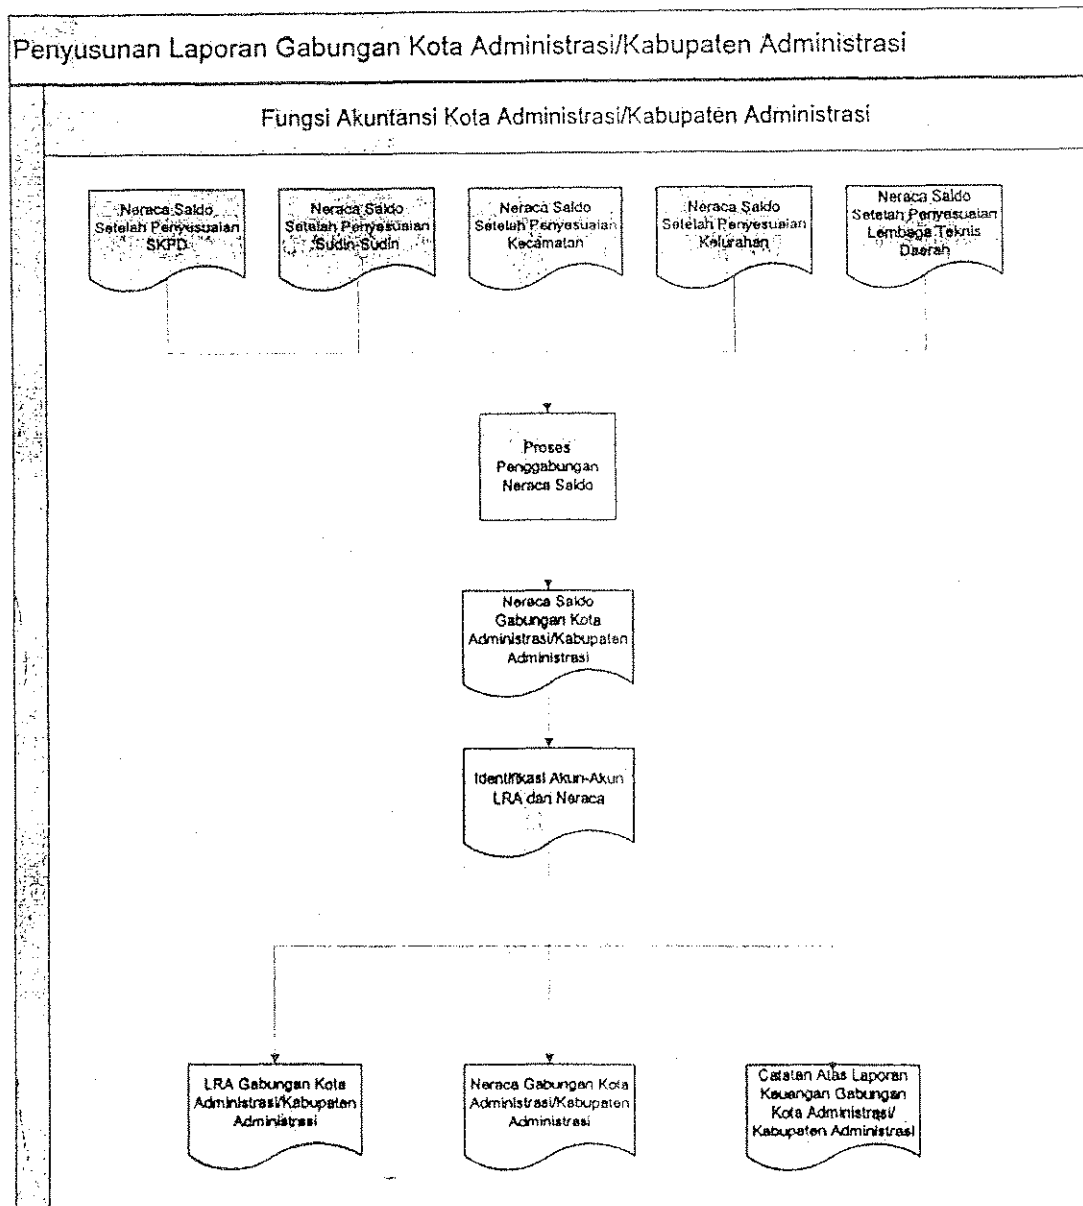 Penyusunan Laporan Gabungan Kota Administrasi/Kabupaten Administrasi
Fungsi Akuntansi Kota Administrasi/Kabupaten Administrasi
Neraca Saldo
Setelah Penyesuaian
SKPD
Neraca Saldo
Setelah Penyesuaian
Sudin-Sudin
Neraca Saldo
Setelah Penyesuaian
Kecamatan
Neraca Saldo
Setelah Penyesuaian
Kelurahan
Neraca Saldo
Setelah Penyesuaian
Lembaga Teknis
Daerah
Proses
Penggabungan
Neraca Saldo
Neraca Saldo
Gabungan Kota
Administrasi/Kabupaten
Administrasi
Identifikasi Akun-Akun
LRA dan Neraca
LRA Gabungan Kota
Administrasi/Kabupaten
Administrasi
Neraca Gabungan Kota
Administrasi/Kabupaten
Administrasi
Catatan Atas Laporan
Keuangan Gabungan
Kota Administrasi/
Kabupaten Administrasi